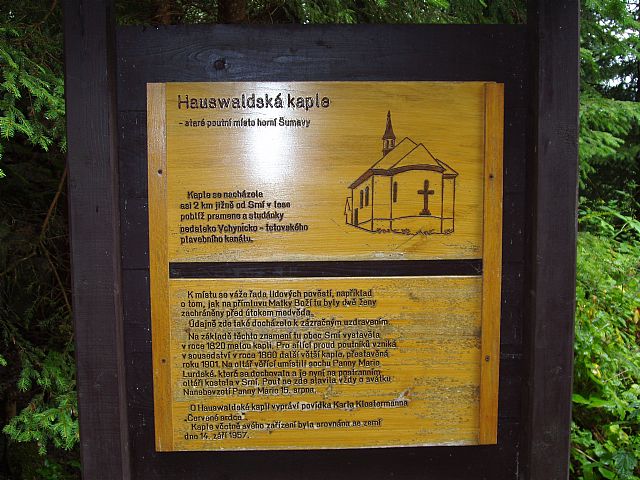 Hauswaldská kaple
- staré poutní místo horní Šumavy
Kaple se nacházela
asi 2 km jižně od Srní v lese
poblíž pramene a studánky
nedaleko Vchynicko - tetovského
plavebního kanálu.
K místu se váže řada lidových pověstí, například
o tom, jak na přímluvu Matky Boží tu byly dvě ženy
zachráněny před útokem medvěda.
Údajně zde také docházelo k zázračným uzdravením.
Na základě těchto znamení tu obec Srní vystavěla
v roce 1820 malou kapli. Pro sílící proud poutníků vzniká
v sousedství v roce 1860 další větší kaple, přestavěná
roku 1901. Na oltář věřící umístili sochu Panny Marie
Lurdské, která se dochovala a je nyní na postranním
oltáři kostela v Srní. Pouť se zde slavila vždy o svátku
Nanebevzetí Panny Marie 15. srpna.
O Hauswaldské kapli vypráví povídka Karla Klostermanna
„Červené srdce“.
Kaple včetně svého zařízení byla srovnána se zemí
dne 14. září 1957.